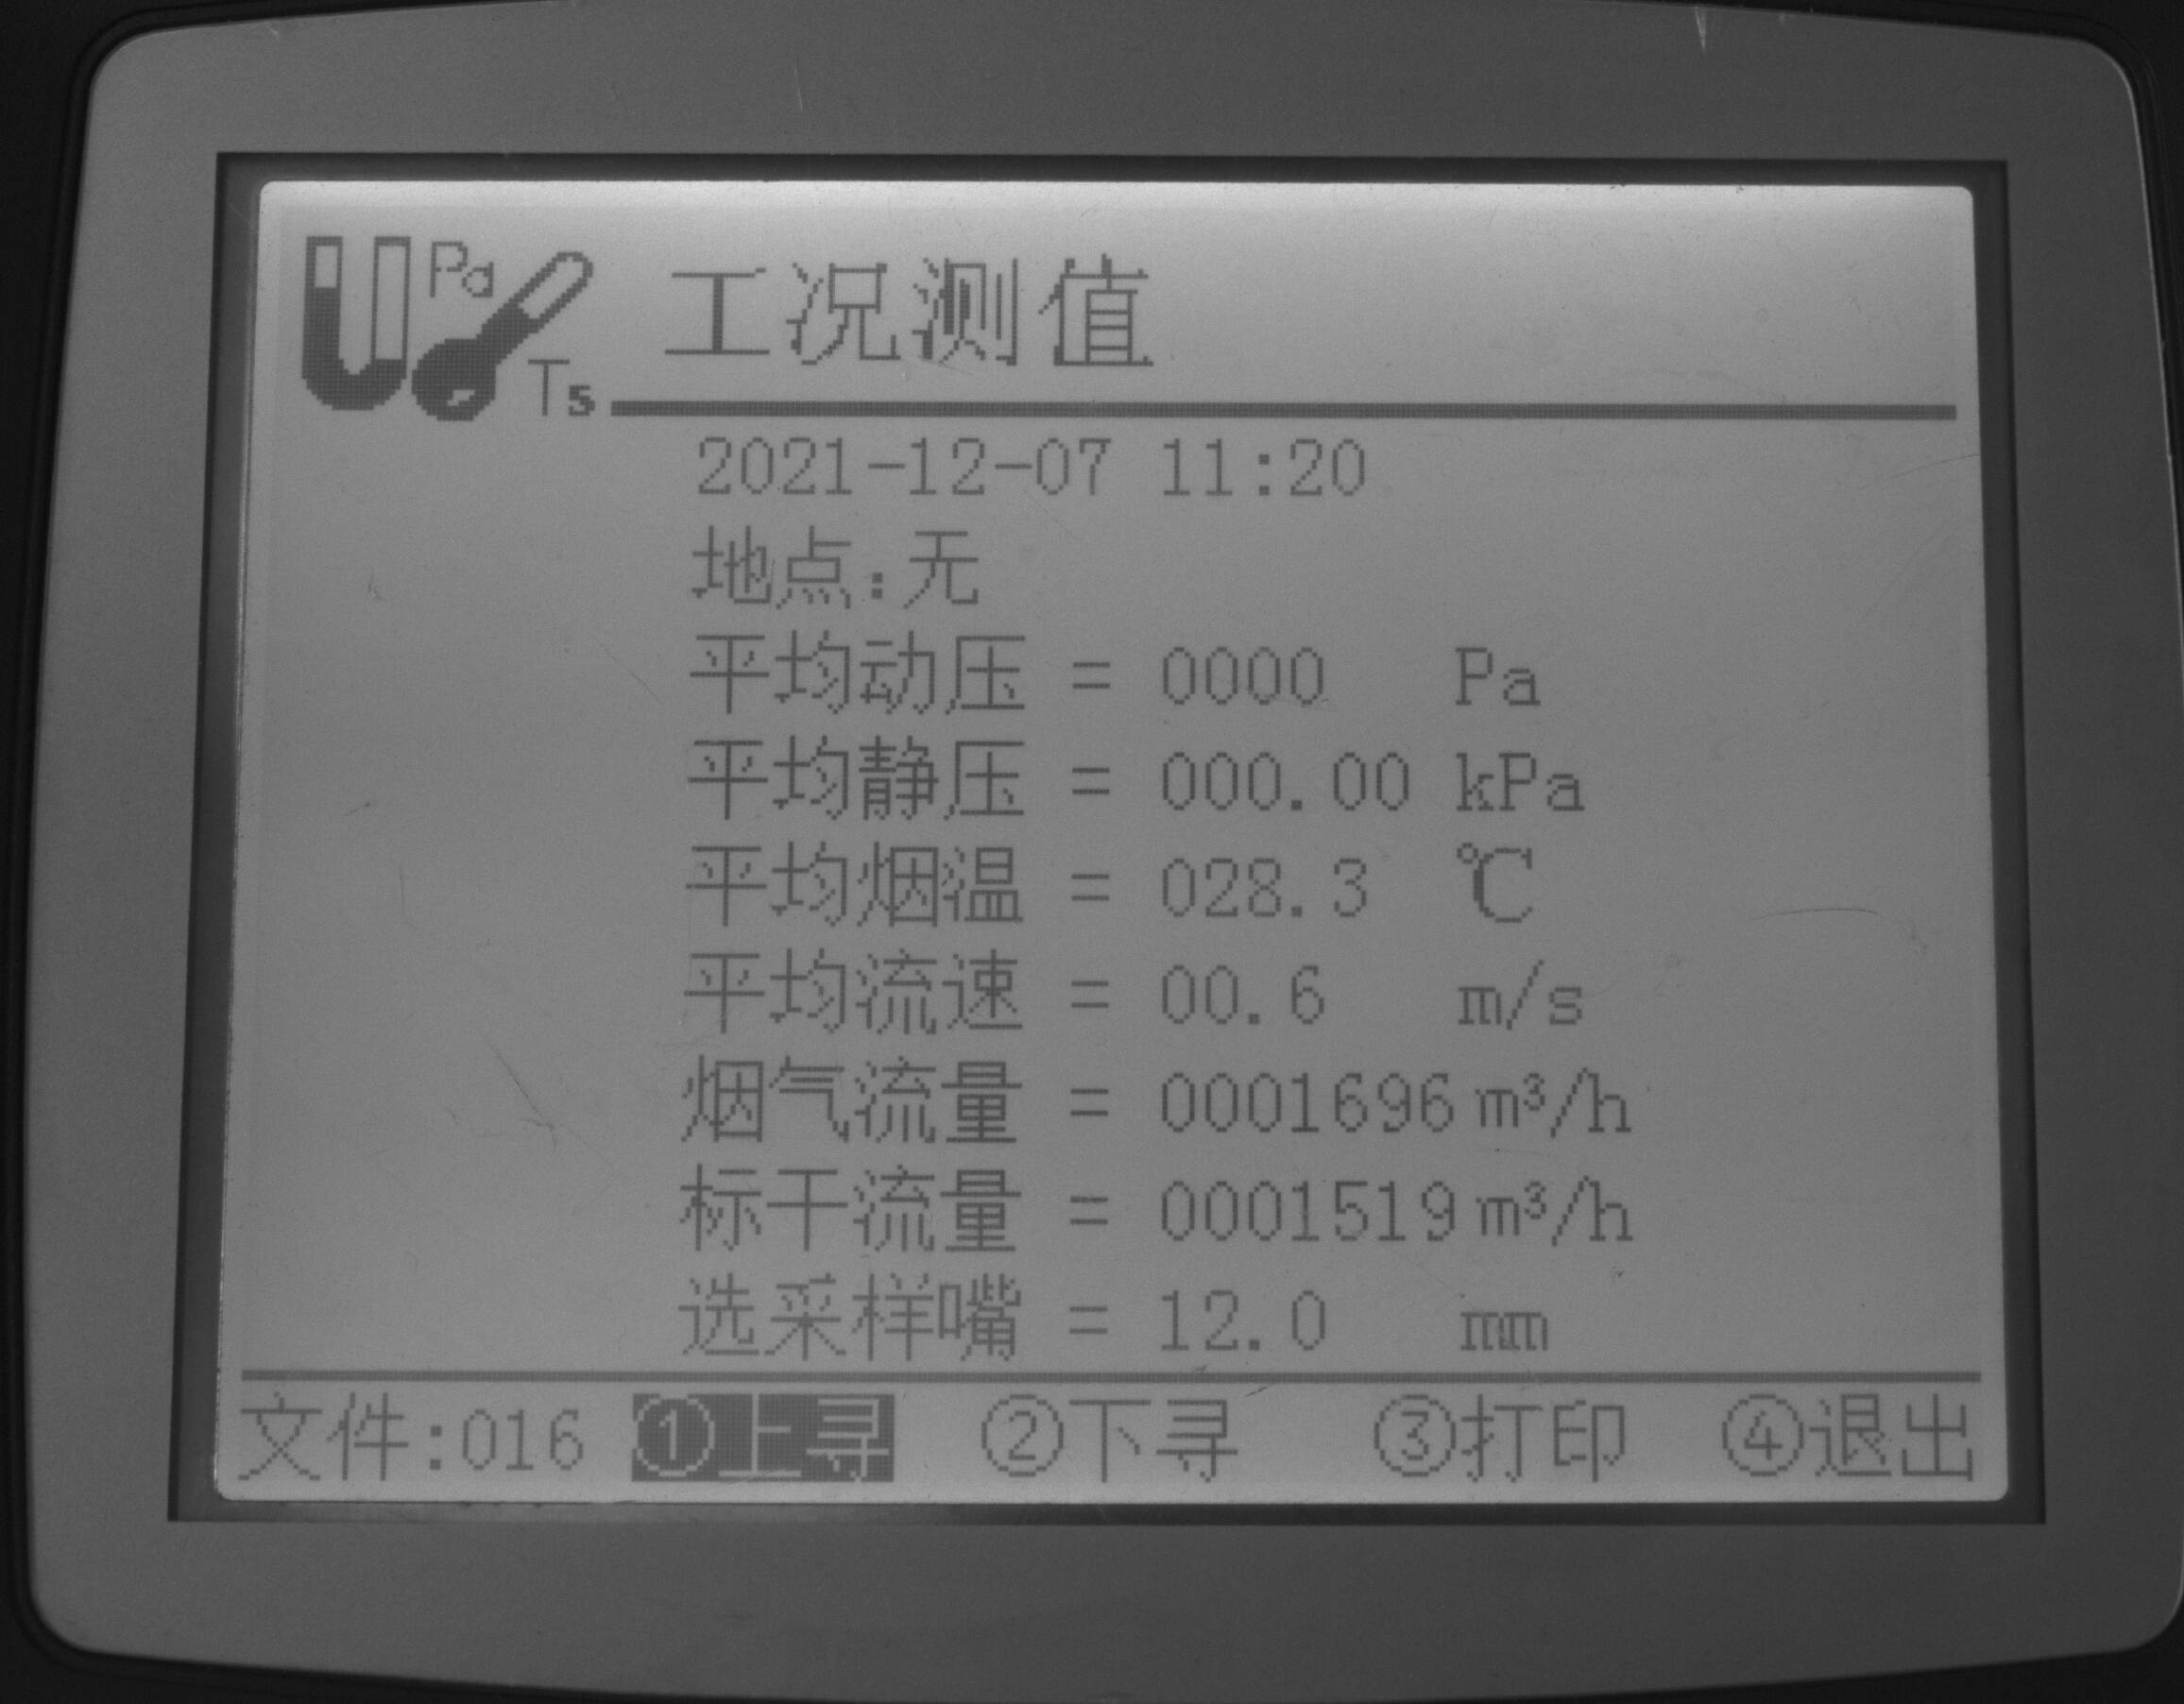 Pa
Ts
工况测值
2021-12-07 11:20
地点:无
平均动压 = 0000 Pa
平均静压 = 000.00 kPa
平均烟温 = 028.3 ℃
平均流速 = 00.6 m/s
烟气流量 = 0001696 m³/h
标干流量 = 0001519 m³/h
选采样嘴 = 12.0 mm
文件:016 ①上寻 ②下寻 ③打印 ④退出